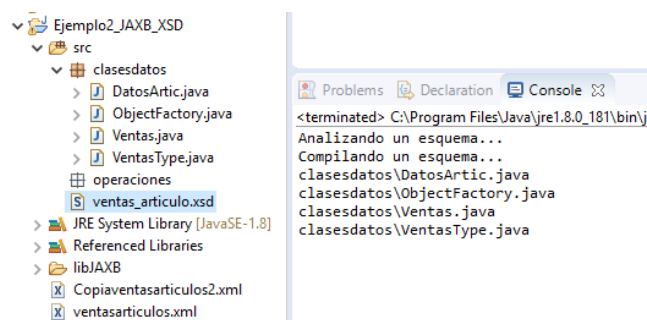 Ejemplo2_JAXB_XSD
src
clasesdatos
DatosArtic.java
ObjectFactory.java
Ventas.java
VentasType.java
operaciones
ventas_articulo.xsd
JRE System Library [JavaSE-1.8]
Referenced Libraries
libJAXB
Copiaventasarticulos2.xml
ventasarticulos.xml
Problems Declaration Console
<terminated> C:\Program Files\Java\jre1.8.0_181\bin\j
Analizando un esquema...
Compilando un esquema...
clasesdatos\DatosArtic.java
clasesdatos\ObjectFactory.java
clasesdatos\Ventas.java
clasesdatos\VentasType.java